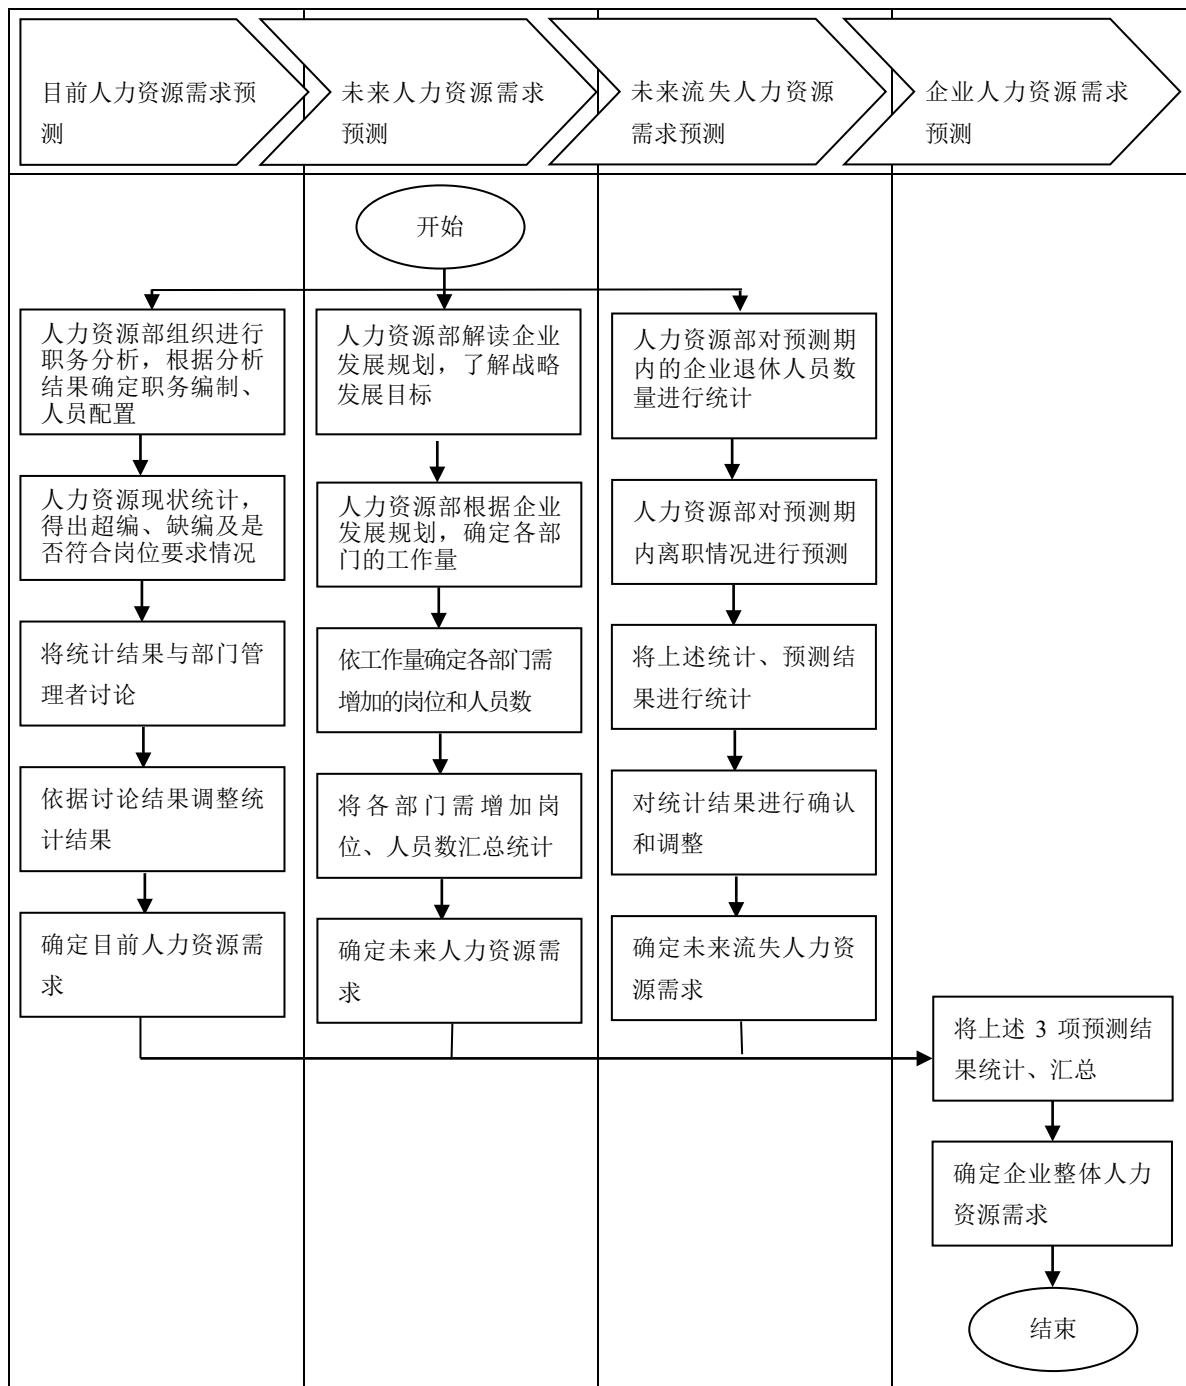 目前人力资源需求预
测
未来人力资源需求
预测
未来流失人力资源
需求预测
企业人力资源需求
预测
开始
人力资源部组织进行
职务分析，根据分析
结果确定职务编制、
人员配置
人力资源现状统计，
得出超编、缺编及是
否符合岗位要求情况
将统计结果与部门管
理者讨论
依据讨论结果调整统
计结果
确定目前人力资源需
求
人力资源部解读企业
发展规划，了解战略
发展目标
人力资源部根据企业
发展规划，确定各部
门的工作量
依工作量确定各部门需
增加的岗位和人员数
将各部门需增加岗
位、人员数汇总统计
确定未来人力资源需
求
人力资源部对预测期
内的企业退休人员数
量进行统计
人力资源部对预测期
内离职情况进行预测
将上述统计、预测结
果进行统计
对统计结果进行确认
和调整
确定未来流失人力资
源需求
将上述 3 项预测结
果统计、汇总
确定企业整体人力
资源需求
结束